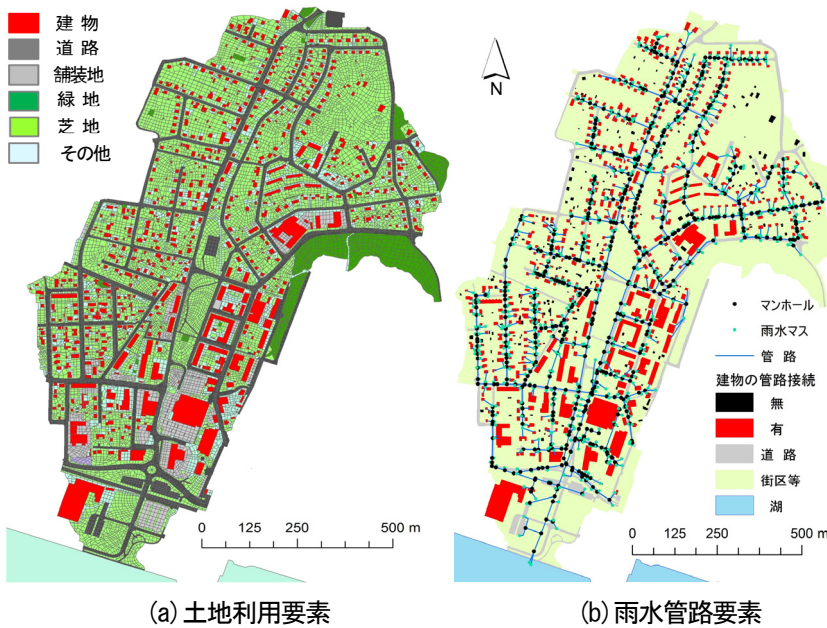 建 物
道 路
舗装地
緑 地
芝 地
その他
0 125 250 500 m
(a) 土地利用要素
N
マンホール
雨水マス
管 路
建物の管路接続
無
有
道 路
街区等
湖
0 125 250 500 m
(b) 雨水管路要素